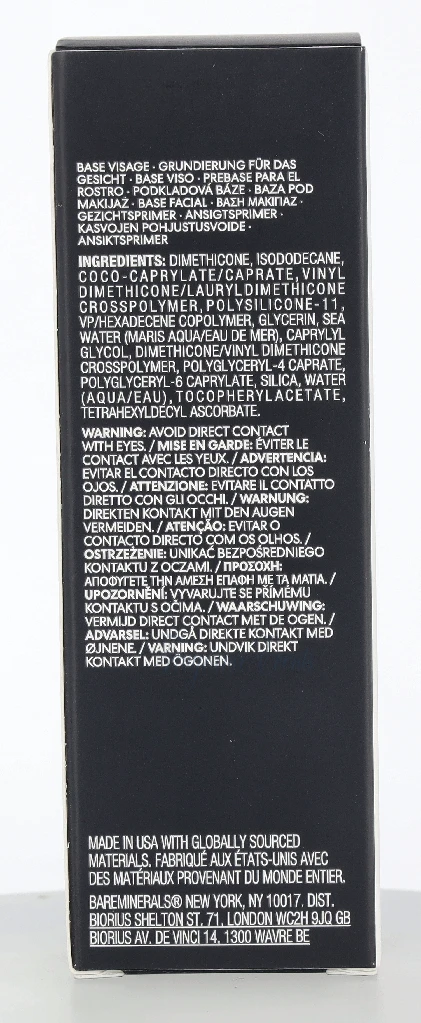 BASE VISAGE · GRUNDIERUNG FÜR DAS
GESICHT · BASE VISO · PREBASE PARA EL
ROSTRO · PODKLADOVÁ BÁZE · BAZA POD
MAKIJAŻ · BASE FACIAL · ΒΑΣΗ ΜΑΚΙΓΙΑΖ ·
GEZICHTSPRIMER · ANSIGTSPRIMER ·
KASVOJEN POHJUSTUSVOIDE ·
ANSIKTSPRIMER
INGREDIENTS: DIMETHICONE, ISODODECANE,
COCO-CAPRYLATE/CAPRATE, VINYL
DIMETHICONE/LAURYL DIMETHICONE
CROSSPOLYMER, POLYSILICONE-11,
VP/HEXADECENE COPOLYMER, GLYCERIN, SEA
WATER (MARIS AQUA/EAU DE MER), CAPRYLYL
GLYCOL, DIMETHICONE/VINYL DIMETHICONE
CROSSPOLYMER, POLYGLYCERYL-4 CAPRATE,
POLYGLYCERYL-6 CAPRYLATE, SILICA, WATER
(AQUA/EAU), TOCOPHERYL ACETATE,
TETRAHEXYLDECYL ASCORBATE.
WARNING: AVOID DIRECT CONTACT
WITH EYES. / MISE EN GARDE: ÉVITER LE
CONTACT AVEC LES YEUX. / ADVERTENCIA:
EVITAR EL CONTACTO DIRECTO CON LOS
OJOS. / ATTENZIONE: EVITARE IL CONTATTO
DIRETTO CON GLI OCCHI. / WARNUNG:
DIREKTEN KONTAKT MIT DEN AUGEN
VERMEIDEN. / ATENÇÃO: EVITAR O
CONTACTO DIRECTO COM OS OLHOS. /
OSTRZEŻENIE: UNIKAĆ BEZPOŚREDNIEGO
KONTAKTU Z OCZAMI. / ΠΡΟΣΟΧΗ:
ΑΠΟΦΥΓΕΤΕ ΤΗΝ ΑΜΕΣΗ ΕΠΑΦΗ ΜΕ ΤΑ ΜΑΤΙΑ. /
UPOZORNĚNÍ: VYVARUJTE SE PŘÍMÉMU
KONTAKTU S OČIMA. / WAARSCHUWING:
VERMIJD DIRECT CONTACT MET DE OGEN. /
ADVARSEL: UNDGÅ DIREKTE KONTAKT MED
ØJNENE. / VARNING: UNDVIK DIREKT
KONTAKT MED ÖGONEN.
MADE IN USA WITH GLOBALLY SOURCED
MATERIALS. FABRIQUÉ AUX ÉTATS-UNIS AVEC
DES MATÉRIAUX PROVENANT DU MONDE ENTIER.
BAREMINERALS® NEW YORK, NY 10017. DIST.
BIORIUS SHELTON ST. 71, LONDON WC2H 9JQ GB
BIORIUS AV. DE VINCI 14, 1300 WAVRE BE